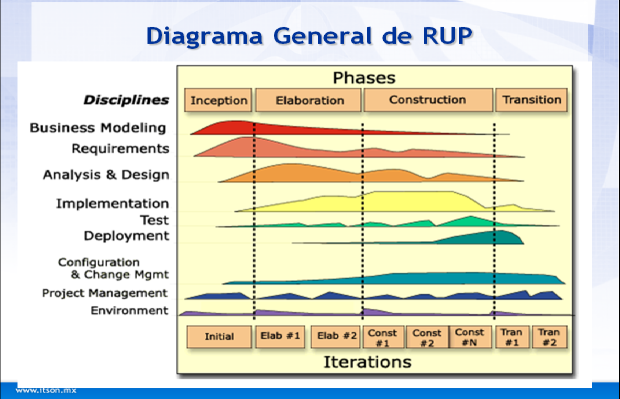 Diagrama General de RUP
Phases
Disciplines
Inception
Elaboration
Construction
Transition
Business Modeling
Requirements
Analysis & Design
Implementation
Test
Deployment
Configuration
& Change Mgmt
Project Management
Environment
Initial
Elab #1
Elab #2
Const
#1
Const
#2
Const
#N
Tran
#1
Tran
#2
Iterations
www.itson.mx